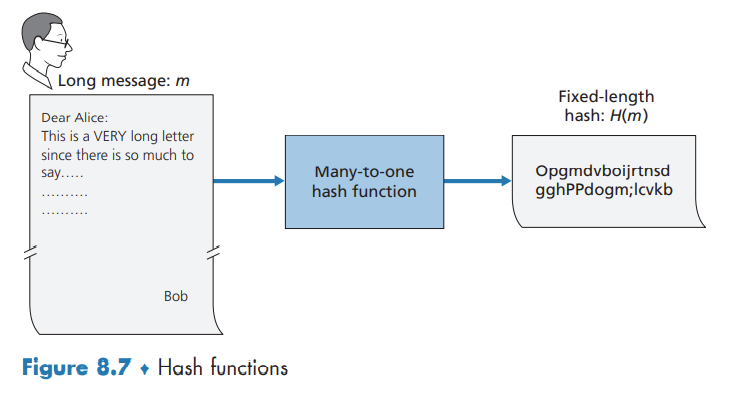 Long message: m
Dear Alice:
This is a VERY long letter
since there is so much to
say.....
..........
..........
Bob
Many-to-one
hash function
Fixed-length
hash: H(m)
Opgmdvboijrtnsd
gghPPdogm;lcvkb
Figure 8.7 ♦ Hash functions